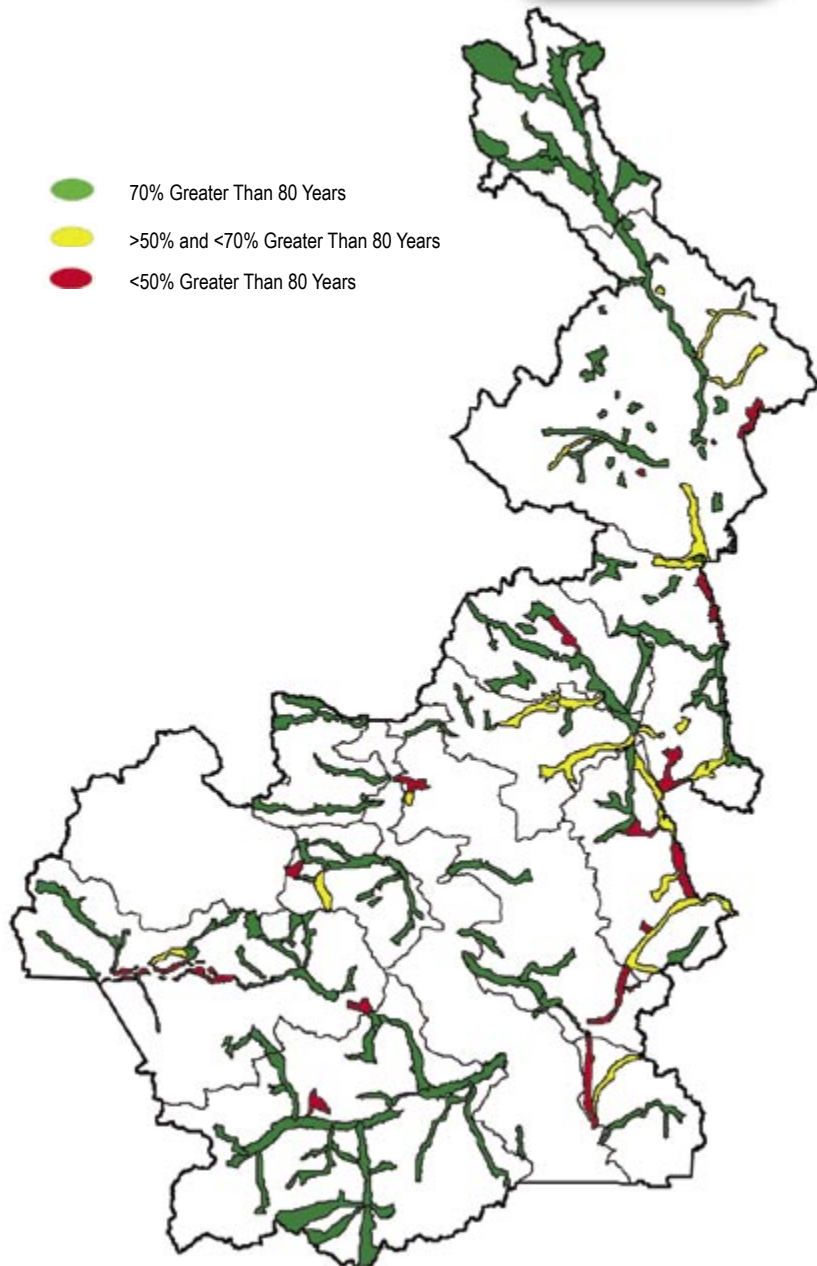 70% Greater Than 80 Years
>50% and <70% Greater Than 80 Years
<50% Greater Than 80 Years